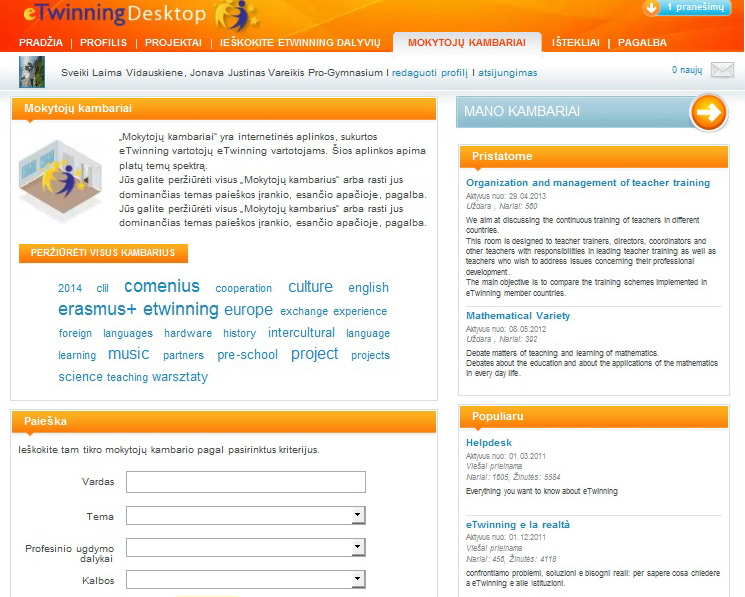 eTwinningDesktop
1 pranešimų
PRADŽIA | PROFILIS | PROJEKTAI | IEŠKOKITE ETWINNING DALYVIŲ MOKYTOJŲ KAMBARIAI IŠTEKLIAI | PAGALBA
Sveiki Laima Vidauskiene, Jonava Justinas Vareikis Pro-Gymnasium I redaguoti profilį I atsijungimas
0 naujų
Mokytojų kambariai
„Mokytojų kambariai“ yra internetinės aplinkos, sukurtos
eTwinning vartotojų eTwinning vartotojams. Šios aplinkos apima
platų temų spektrą.
Jūs galite peržiūrėti visus „Mokytojų kambarius“ arba rasti jus
dominančias temas paieškos įrankio, esančio apačioje, pagalba.
Jūs galite peržiūrėti visus „Mokytojų kambarius“ arba rasti jus
dominančias temas paieškos įrankio, esančio apačioje, pagalba.
PERŽIŪRĖTI VISUS KAMBARIUS
2014 clil comenius cooperation culture english
erasmus+ etwinning europe exchange experience
foreign languages hardware history intercultural language
learning music partners pre-school project projects
science teaching warsztaty
Paieška
Ieškokite tam tikro mokytojų kambario pagal pasirinktus kriterijus.
Vardas
Tema
Profesinio ugdymo
dalykai
Kalbos
MANO KAMBARIAI
Pristatome
Organization and management of teacher training
Aktyvus nuo: 29.04.2013
Uždara , Nariai: 560
We aim at discussing the continuous training of teachers in different
countries.
This room is designed to teacher trainers, directors, coordinators and
other teachers with responsibilities in leading teacher training as well as
teachers who wish to address issues concerning their professional
development.
The main objective is to compare the training schemes implemented in
eTwinning member countries.
Mathematical Variety
Aktyvus nuo: 08.05.2012
Uždara , Nariai: 302
Debate matters of teaching and learning of mathematics.
Debates about the education and about the applications of the mathematics
in every day life.
Populiaru
Helpdesk
Aktyvus nuo: 01.03.2011
Viešai prieinama
Nariai: 1605, Žinutės: 5584
Everything you want to know about eTwinning
eTwinning e la realtà
Aktyvus nuo: 01.12.2011
Viešai prieinama
Nariai: 456, Žinutės: 4118
confrontiamo problemi, soluzioni e bisogni reali: per sapere cosa chiedere
a eTwinning e alle istituzioni.